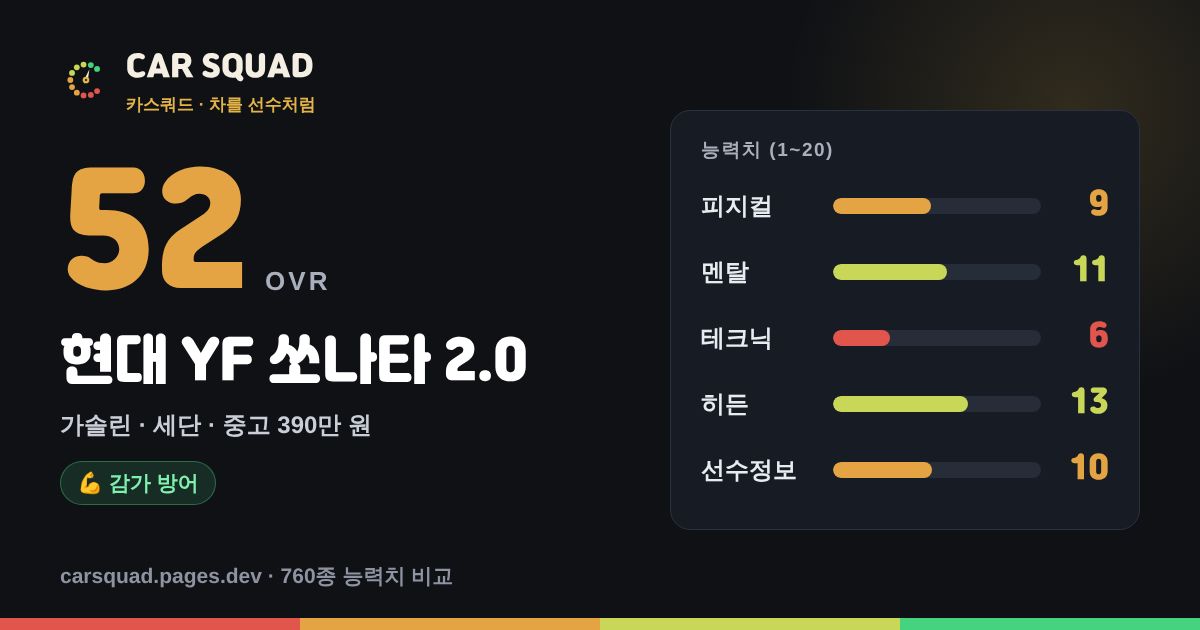 CAR SQUAD
카스쿼드 · 차를 선수처럼
52 OVR
현대 YF 쏘나타 2.0
가솔린 · 세단 · 중고 390만 원
💪 감가 방어
carsquad.pages.dev · 760종 능력치 비교
능력치 (1~20)
피지컬 9
멘탈 11
테크닉 6
히든 13
선수정보 10